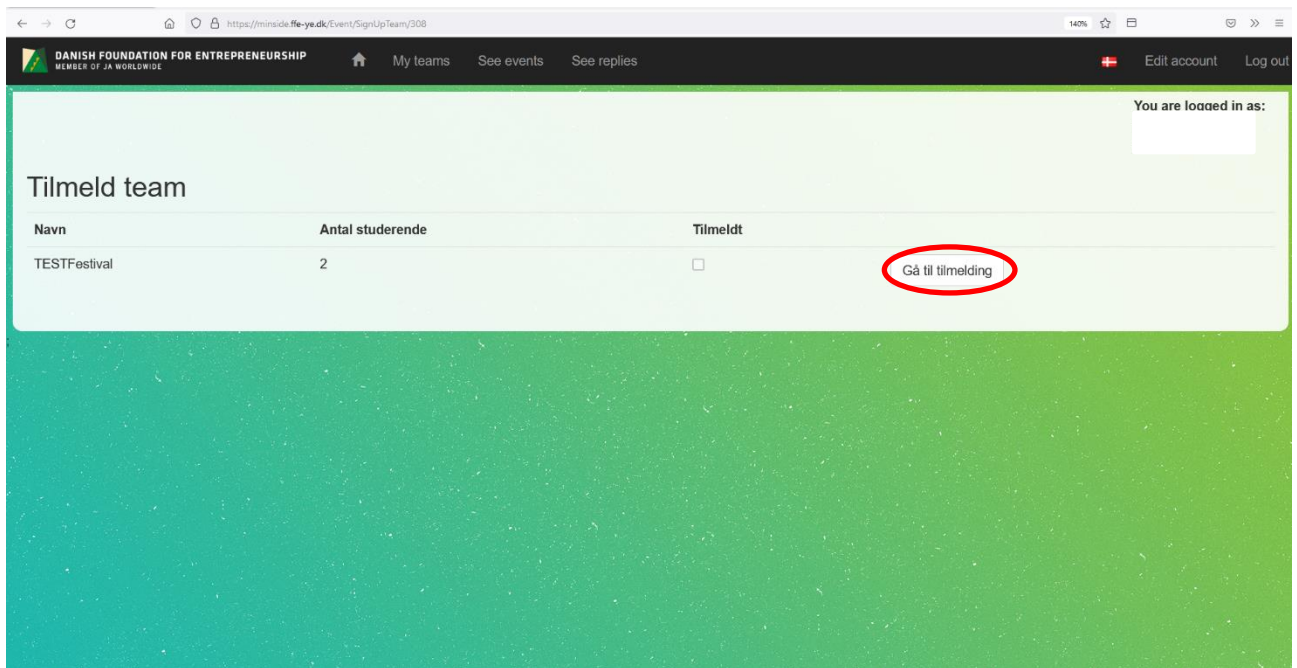 https://minside.ffe-ye.dk/Event/SignUpTeam/308 140%
DANISH FOUNDATION FOR ENTREPRENEURSHIP
MEMBER OF JA WORLDWIDE
My teams See events See replies Edit account Log out
You are logged in as:
Tilmeld team
Navn Antal studerende Tilmeldt
TESTFestival 2 Gå til tilmelding